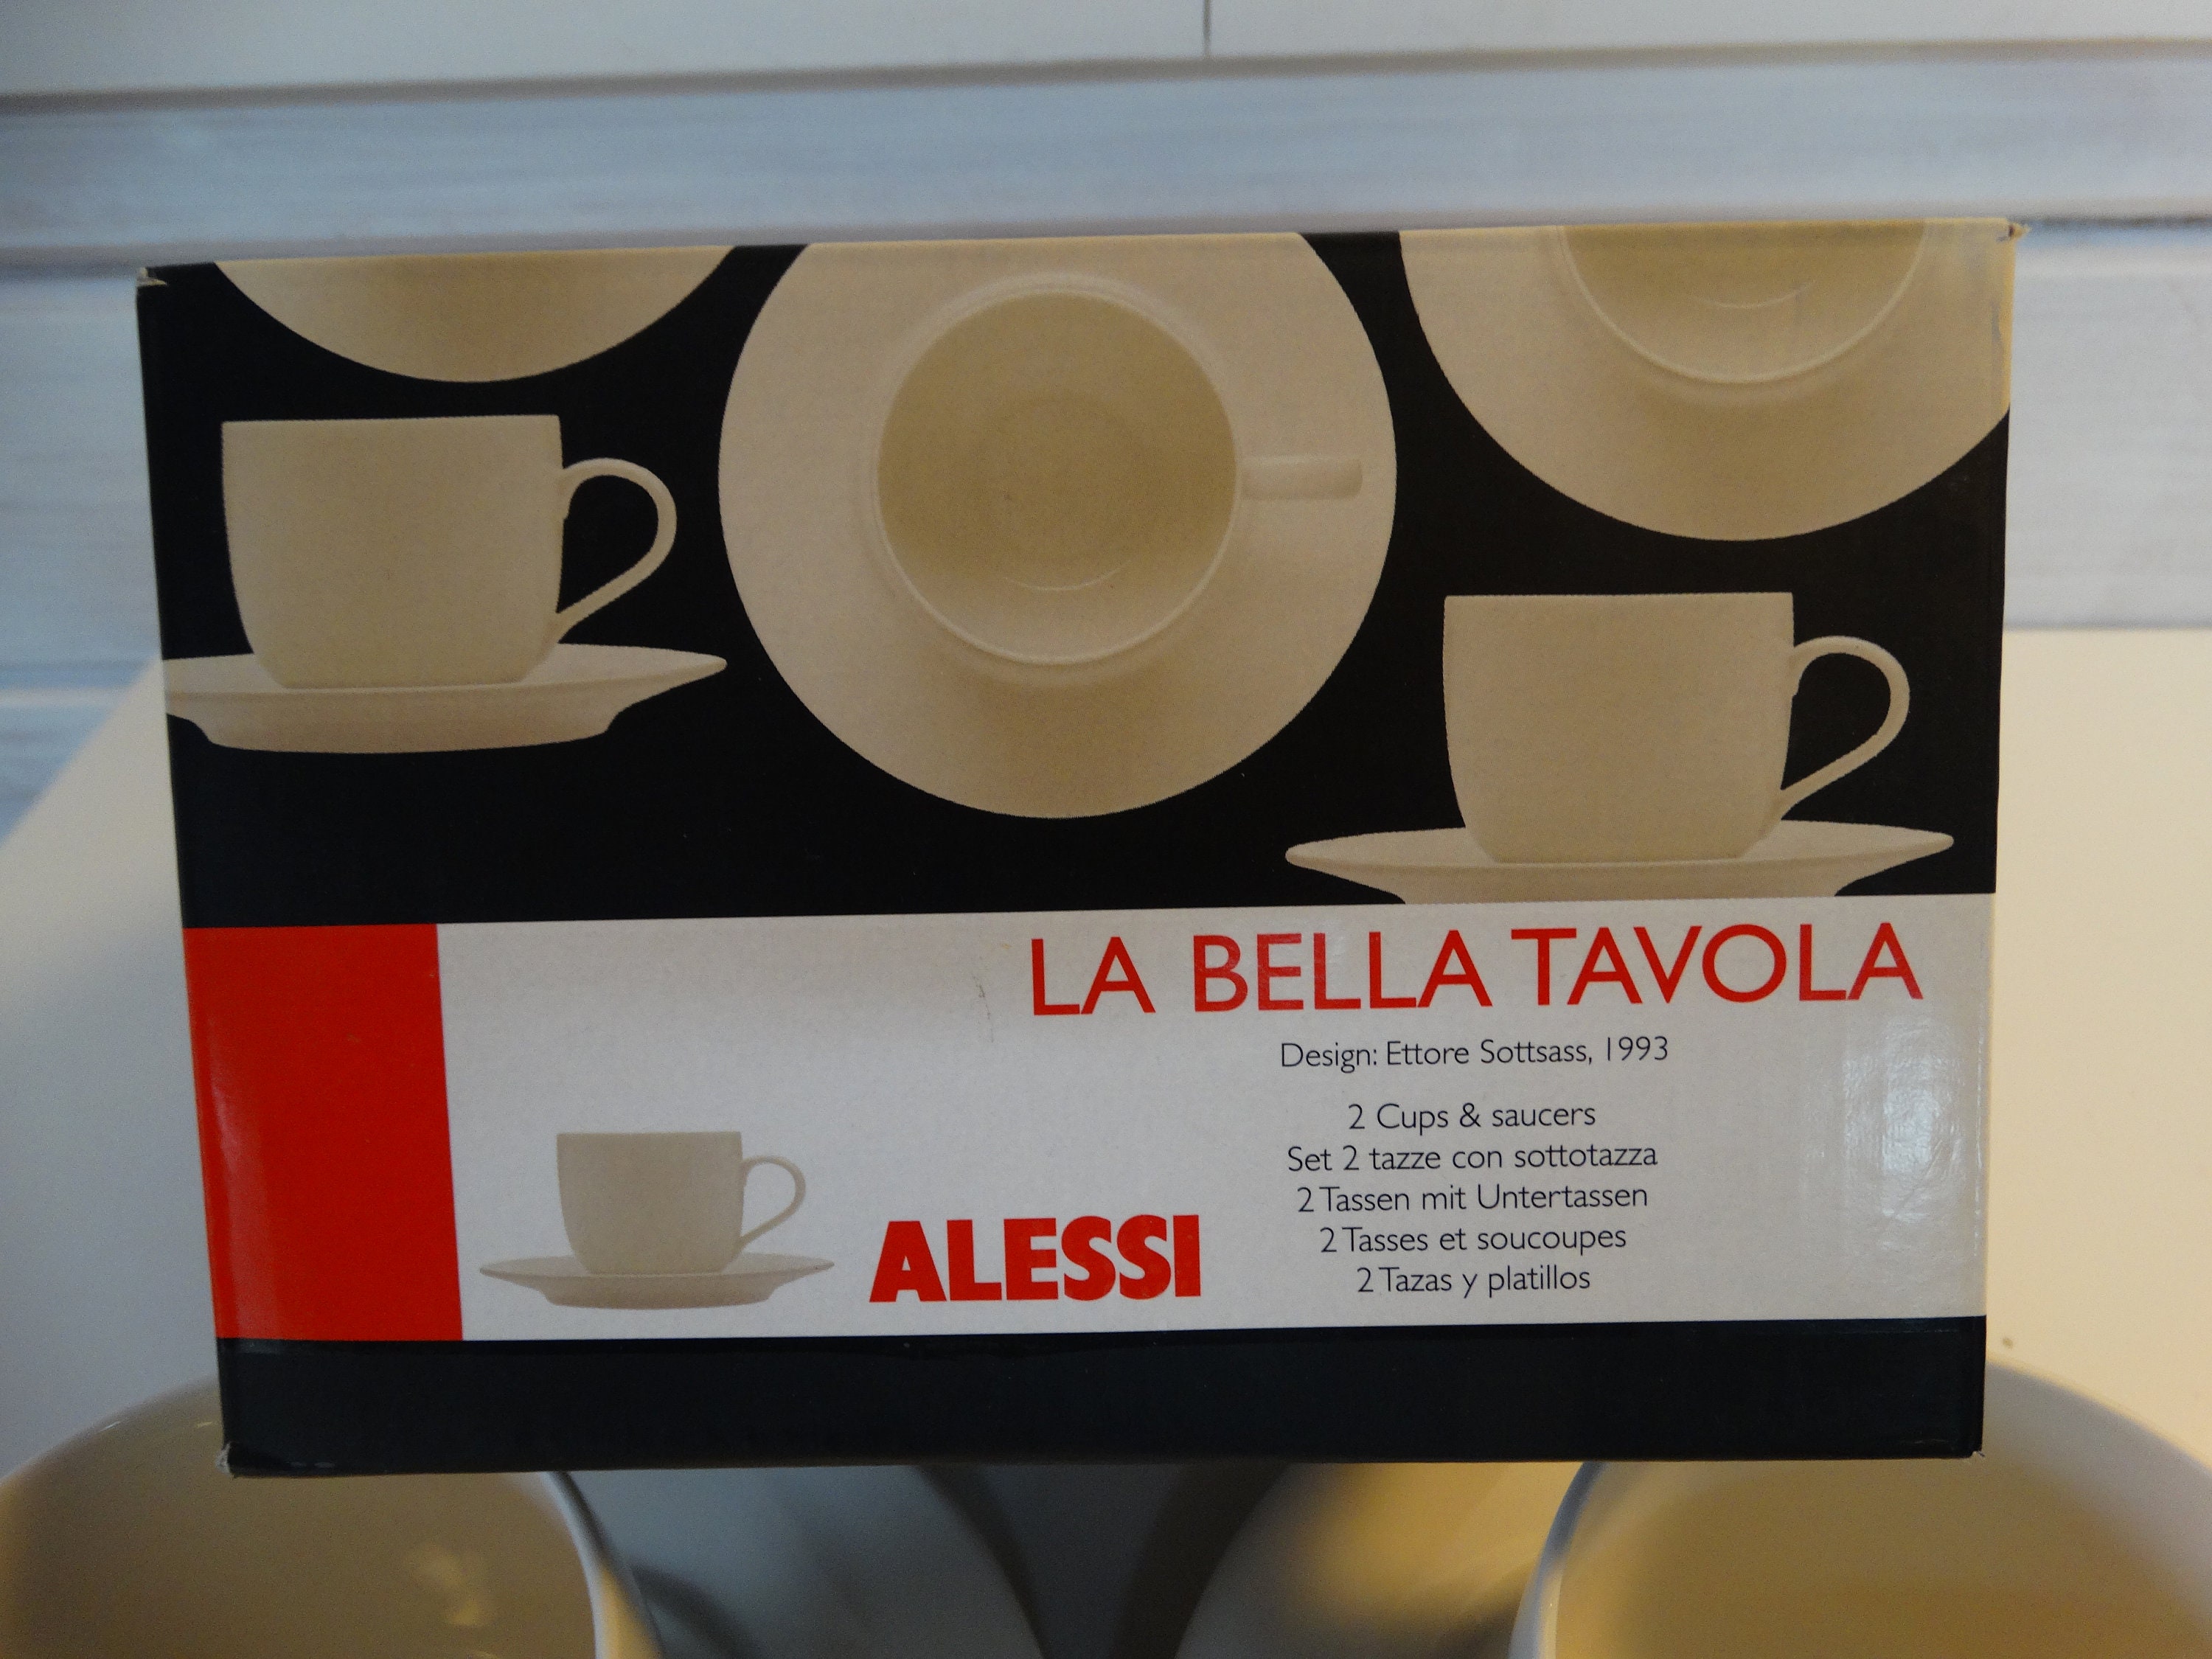 LA BELLA TAVOLA
Design: Ettore Sottsass, 1993
2 Cups & saucers
Set 2 tazze con sottotazza
2 Tassen mit Untertassen
2 Tasses et soucoupes
2 Tazas y platillos
ALESSI